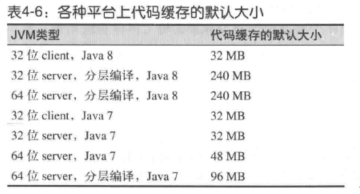 表4-6：各种平台上代码缓存的默认大小
JVM类型 代码缓存的默认大小
32 位 client，Java 8 32 MB
32 位 server，分层编译，Java 8 240 MB
64 位 server，分层编译，Java 8 240 MB
32 位 client，Java 7 32 MB
32 位 server，Java 7 32 MB
64 位 server，Java 7 48 MB
64 位 server，分层编译，Java 7 96 MB